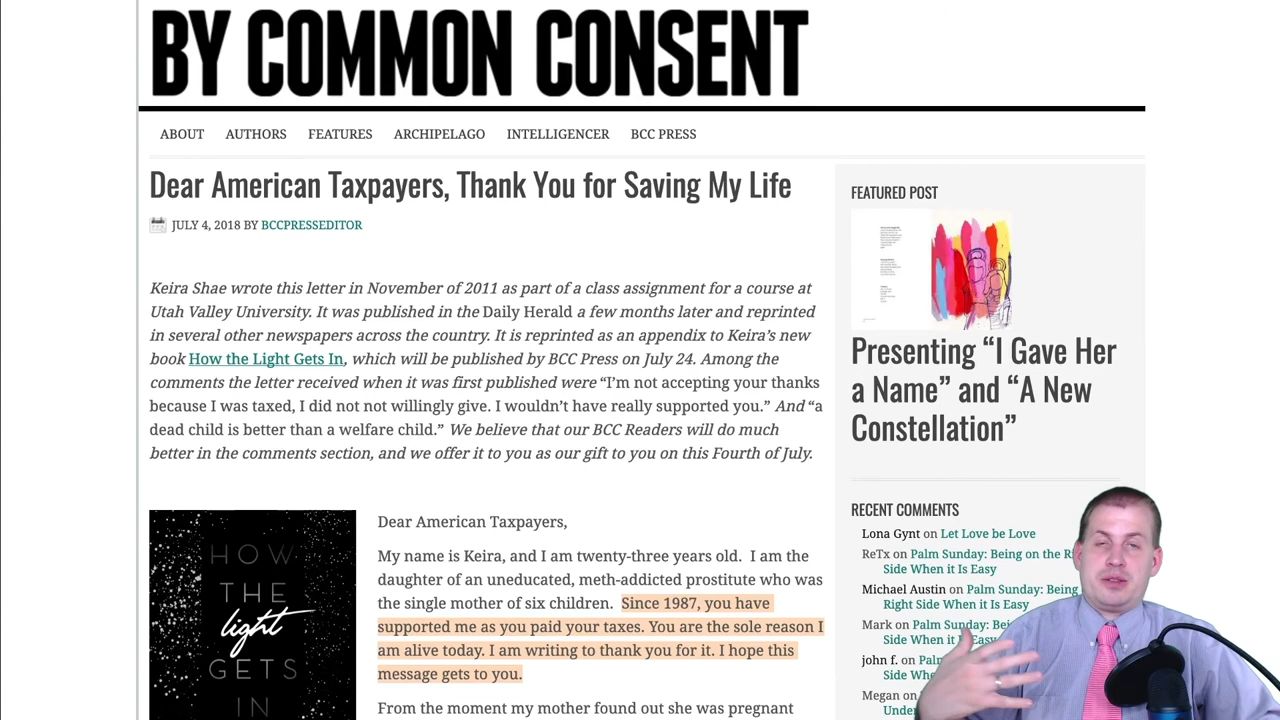 BY COMMON CONSENT
ABOUT AUTHORS FEATURES ARCHIPELAGO INTELLIGENCER BCC PRESS
Dear American Taxpayers, Thank You for Saving My Life
JULY 4, 2018 BY BCCPRESSEDITOR
Keira Shae wrote this letter in November of 2011 as part of a class assignment for a course at
Utah Valley University. It was published in the Daily Herald a few months later and reprinted
in several other newspapers across the country. It is reprinted as an appendix to Keira's new
book How the Light Gets In, which will be published by BCC Press on July 24. Among the
comments the letter received when it was first published were “I'm not accepting your thanks
because I was taxed, I did not not willingly give. I wouldn't have really supported you.” And “a
dead child is better than a welfare child.” We believe that our BCC Readers will do much
better in the comments section, and we offer it to you as our gift to you on this Fourth of July.
HOW
THE
light
GETS
IN
Dear American Taxpayers,
My name is Keira, and I am twenty-three years old. I am the
daughter of an uneducated, meth-addicted prostitute who was
the single mother of six children. Since 1987, you have
supported me as you paid your taxes. You are the sole reason I
am alive today. I am writing to thank you for it. I hope this
message gets to you.
From the moment my mother found out she was pregnant
FEATURED POST
Presenting “I Gave Her
a Name” and “A New
Constellation”
RECENT COMMENTS
Lona Gynt on Let Love be Love
ReTx on Palm Sunday: Being on the
Side When it Is Easy
Michael Austin on Palm Sunday: Being
Right Side When it Is Easy
Mark on Palm Sunday:
Side When it Is Easy
john f. on
Megan on